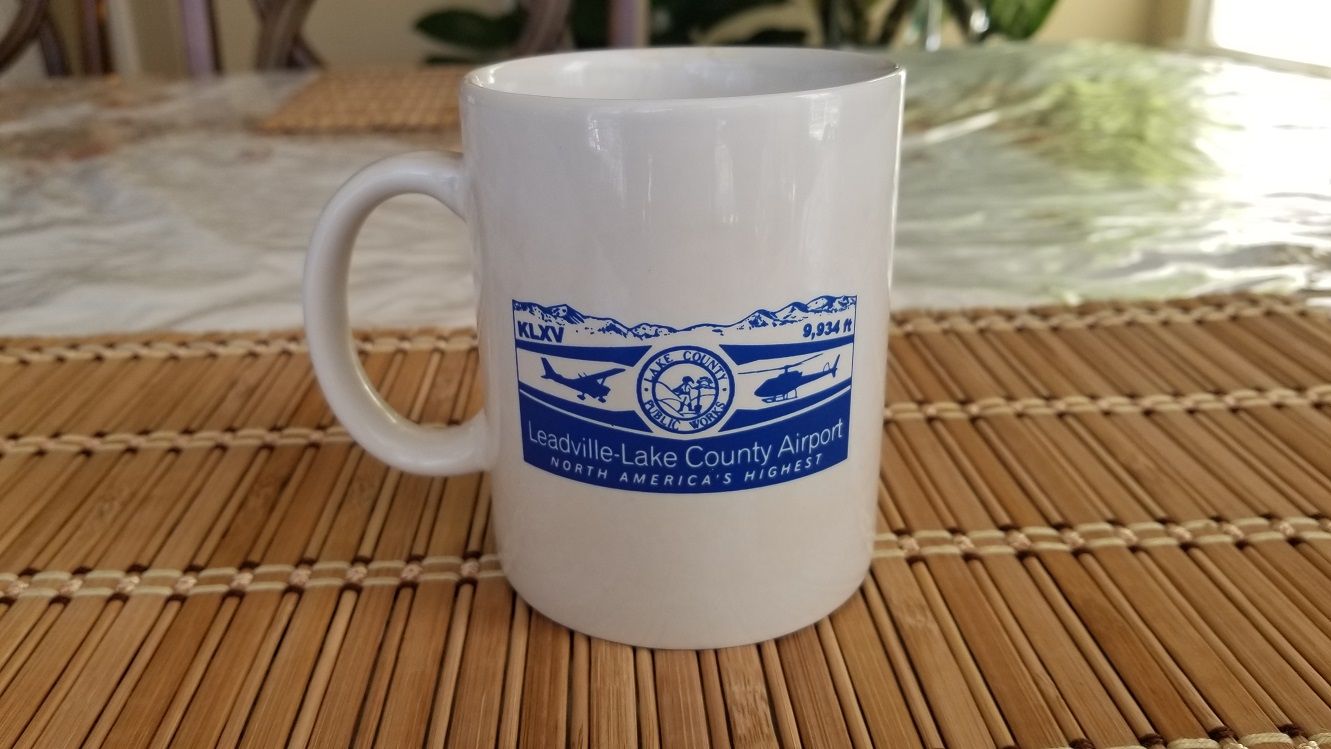 KLXV 9,934 ft
LAKE COUNTY
PUBLIC WORKS
Leadville-Lake County Airport
NORTH AMERICA'S HIGHEST